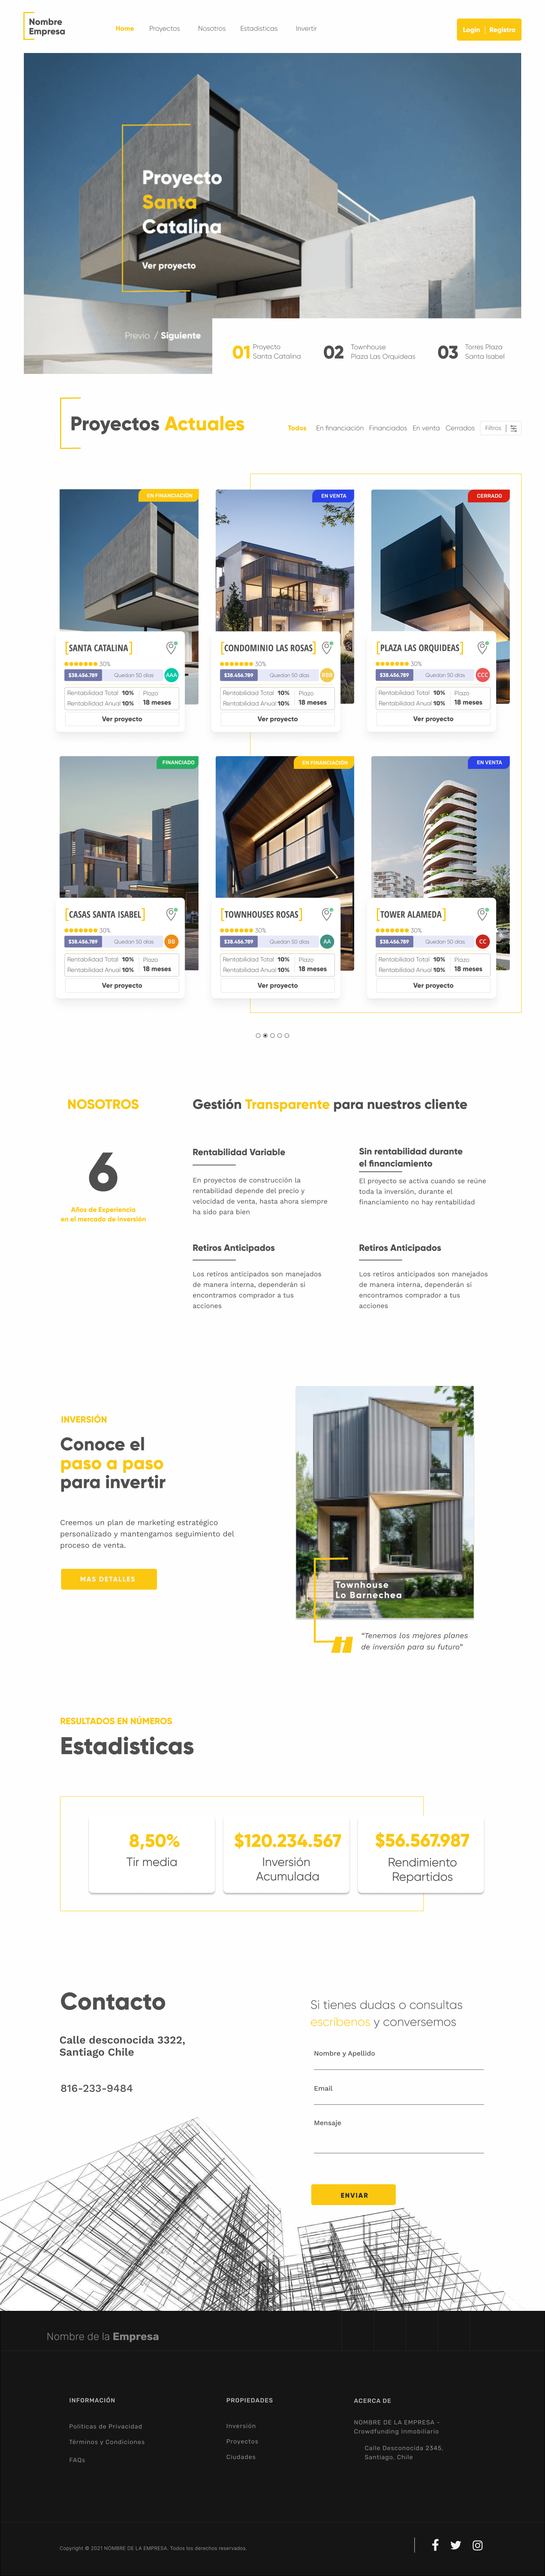 Nombre
Empresa
Home Proyectos Nosotros Estadisticas Invertir
Login | Registro
Proyecto
Santa
Catalina
Ver proyecto
Previo / Siguiente
01 Proyecto
Santa Catalina
02 Townhouse
Plaza Las Orquideas
03 Torres Plaza
Santa Isabel
Proyectos Actuales
Todos En financiación Financiados En venta Cerrados Filtros
EN FINANCIACIÓN
[SANTA CATALINA]
30%
$38.456.789 Quedan 50 días AAA
Rentabilidad Total 10% Plazo
Rentabilidad Anual 10% 18 meses
Ver proyecto
EN VENTA
[CONDOMINIO LAS ROSAS]
30%
$38.456.789 Quedan 50 días BBB
Rentabilidad Total 10% Plazo
Rentabilidad Anual 10% 18 meses
Ver proyecto
CERRADO
[PLAZA LAS ORQUIDEAS]
30%
$38.456.789 Quedan 50 días CCC
Rentabilidad Total 10% Plazo
Rentabilidad Anual 10% 18 meses
Ver proyecto
FINANCIADO
[CASAS SANTA ISABEL]
30%
$38.456.789 Quedan 50 días BB
Rentabilidad Total 10% Plazo
Rentabilidad Anual 10% 18 meses
Ver proyecto
EN FINANCIACIÓN
[TOWNHOUSES ROSAS]
30%
$38.456.789 Quedan 50 días AA
Rentabilidad Total 10% Plazo
Rentabilidad Anual 10% 18 meses
Ver proyecto
EN VENTA
[TOWER ALAMEDA]
30%
$38.456.789 Quedan 50 días CC
Rentabilidad Total 10% Plazo
Rentabilidad Anual 10% 18 meses
Ver proyecto
NOSOTROS
6
Años de Experiencia
en el mercado de Inversión
Gestión Transparente para nuestros cliente
Rentabilidad Variable
En proyectos de construcción la
rentabilidad depende del precio y
velocidad de venta, hasta ahora siempre
ha sido para bien
Sin rentabilidad durante
el financiamiento
El proyecto se activa cuando se reúne
toda la inversión, durante el
financiamiento no hay rentabilidad
Retiros Anticipados
Los retiros anticipados son manejados
de manera interna, dependerán si
encontramos comprador a tus
acciones
Retiros Anticipados
Los retiros anticipados son manejados
de manera interna, dependerán si
encontramos comprador a tus
acciones
INVERSIÓN
Conoce el
paso a paso
para invertir
Creemos un plan de marketing estratégico
personalizado y mantengamos seguimiento del
proceso de venta.
MAS DETALLES
Townhouse
Lo Barnechea
"Tenemos los mejores planes
de inversión para su futuro"
RESULTADOS EN NÚMEROS
Estadisticas
8,50%
Tir media
$120.234.567
Inversión
Acumulada
$56.567.987
Rendimiento
Repartidos
Contacto
Calle desconocida 3322,
Santiago Chile
816-233-9484
Si tienes dudas o consultas
escríbenos y conversemos
Nombre y Apellido
Email
Mensaje
ENVIAR
Nombre de la Empresa
INFORMACIÓN
Políticas de Privacidad
Términos y Condiciones
FAQs
PROPIEDADES
Inversión
Proyectos
Ciudades
ACERCA DE
NOMBRE DE LA EMPRESA -
Crowdfunding Inmobiliario
Calle Desconocida 2345,
Santiago, Chile
Copyright © 2021 NOMBRE DE LA EMPRESA. Todos los derechos reservados.